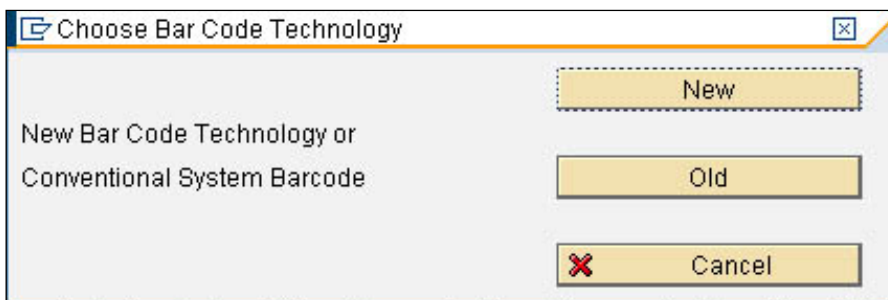 Choose Bar Code Technology
New
New Bar Code Technology or
Conventional System Barcode
Old
Cancel